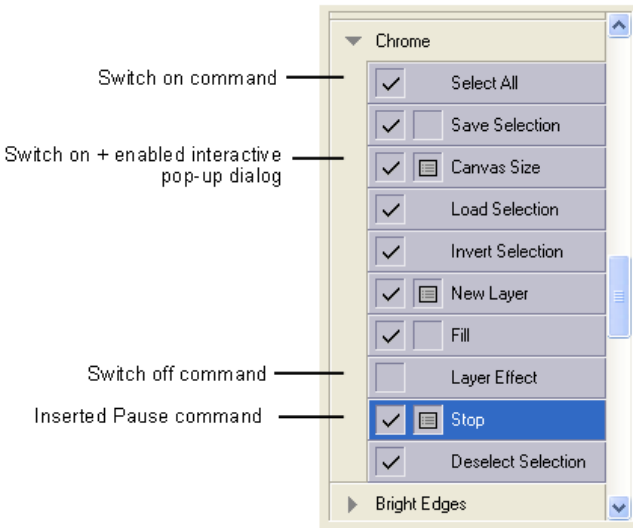 Chrome
Switch on command
Select All
Save Selection
Switch on + enabled interactive
pop-up dialog
Canvas Size
Load Selection
Invert Selection
New Layer
Fill
Switch off command
Layer Effect
Inserted Pause command
Stop
Deselect Selection
Bright Edges